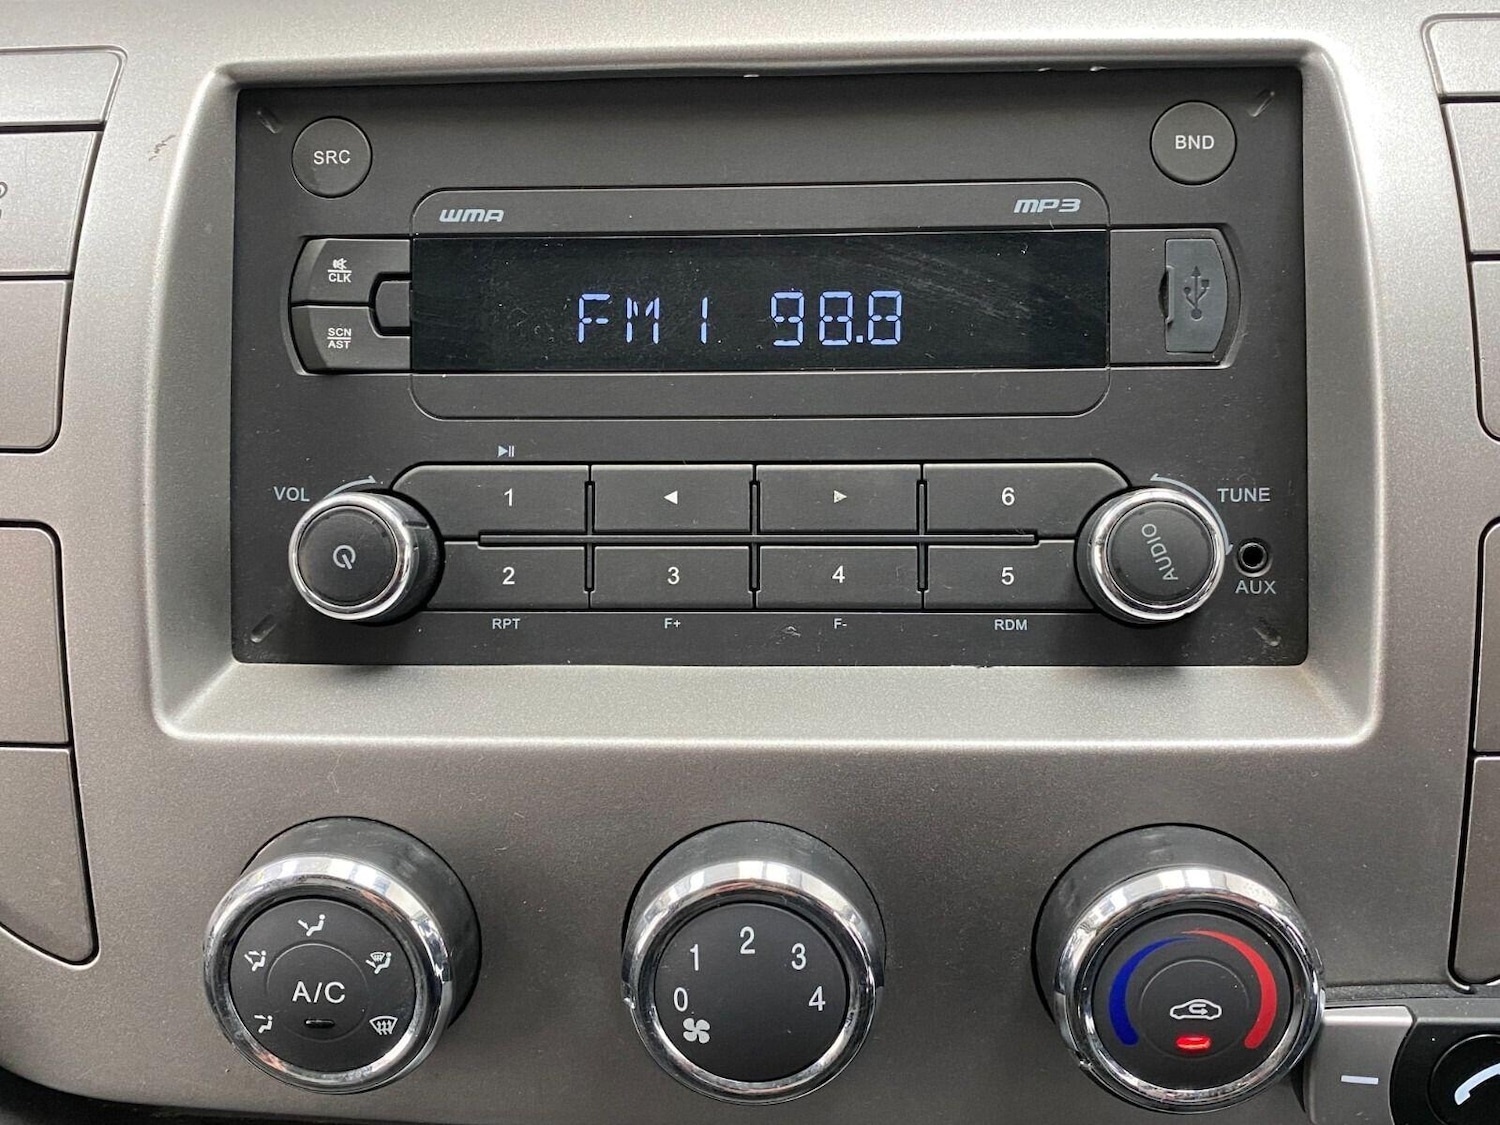 SRC
BND
WMA
MP3
CLK
FM1 98.8
SCN
AST
VOL
1
6
TUNE
AUDIO
2
3
4
5
AUX
RPT
F+
F-
RDM
A/C
0 1 2 3 4